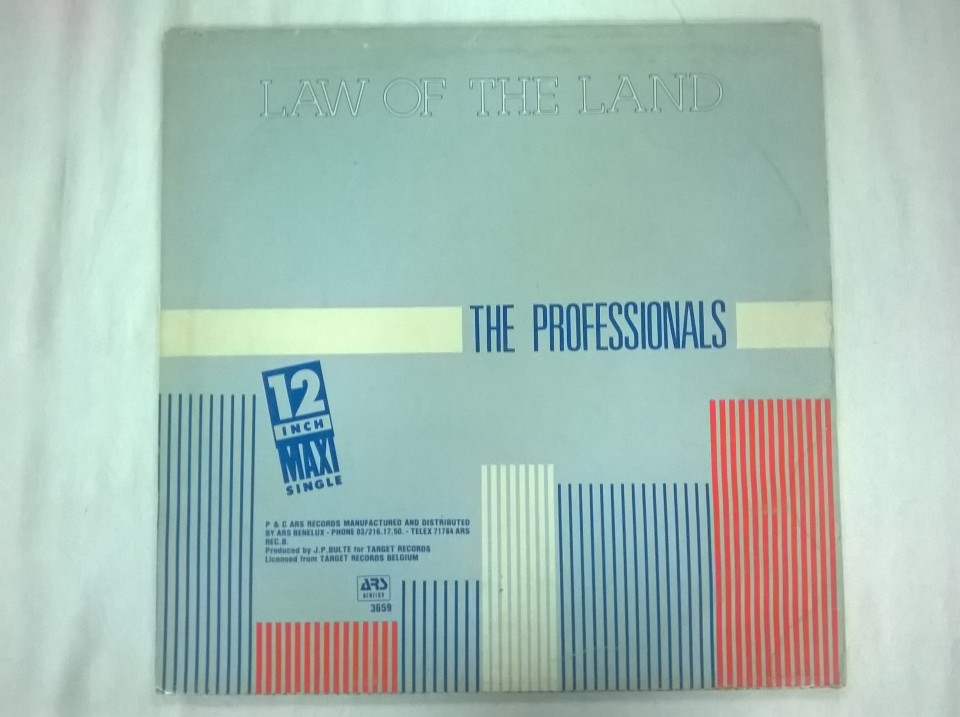 LAW OF THE LAND
THE PROFESSIONALS
12
INCH
MAXI
SINGLE
P & C ARS RECORDS MANUFACTURED AND DISTRIBUTED
BY ARS BENELUX - PHONE 03/216.17.50. - TELEX 71764 ARS
REC.B.
Produced by J.P.BULTE for TARGET RECORDS
Licensed from TARGET RECORDS BELGIUM
ARS
BENELUX
3659